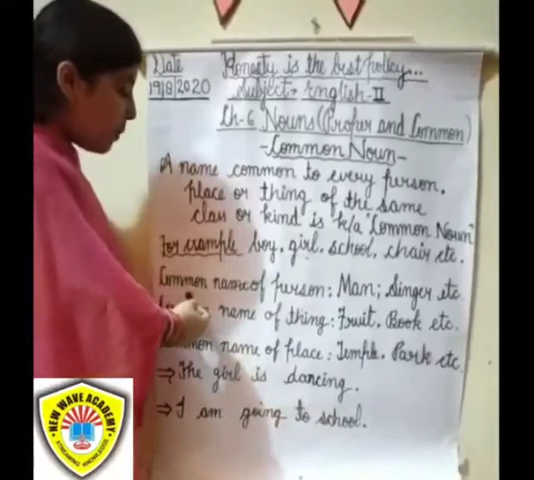 Date
19/8/2020
Honesty is the best policy...
Subject → English-II
Ch-6 Nouns (Proper and Common)
-Common Noun-
A name common to every person.
place or thing of the same
class or kind is k/a "Common Noun"
For example boy, girl, school, chair etc.
Common name of person: Man; Singer etc
name of thing: Fruit, Book etc.
name of place: Temple, Park etc.
⇒ The girl is dancing.
⇒ I am going to school.
NEW WAVE ACADEMY
STREAMING KNOWLEDGE